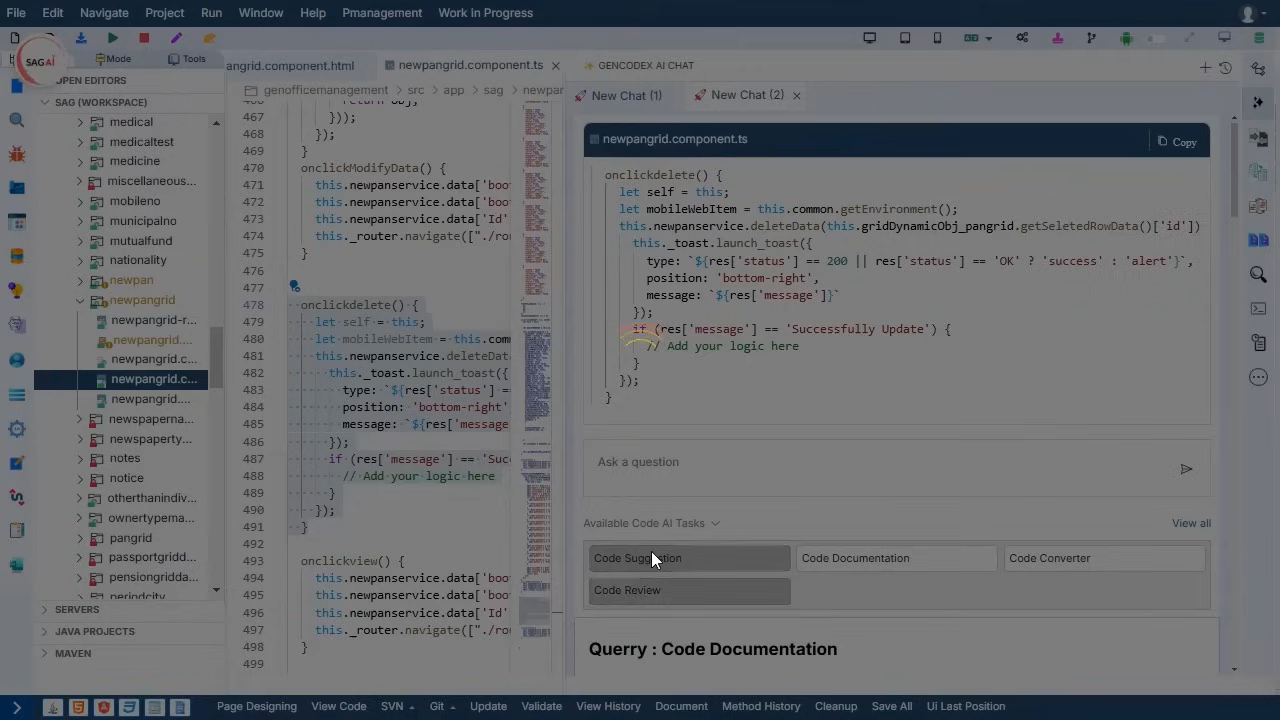 File Edit Navigate Project Run Window Help Pmanagement Work in Progress
SAGAI
Mode Tools
OPEN EDITORS
SAG (WORKSPACE)
medical
medicaltest
medicine
miscellaneous...
mobileno
municipalno
mutualfund
nationality
newpan
newpangrid
newpangrid-r...
newpangrid....
newpangrid.c...
newpangrid.c...
newpangrid....
newspaperna...
newspaperty...
notes
notice
otherthanindiv...
ownertypema...
pangrid
passportgridd...
pensiongridda...
periodcity
SERVERS
JAVA PROJECTS
MAVEN
angrid.component.html newpangrid.component.ts
genofficemanagement > src > app > sag > newpan
467 }));
468 });
469 }
470 onclickModifyData() {
471 this.newpanservice.data['boo
472 this.newpanservice.data['boo
473 this.newpanservice.data['Id'
474 this._router.navigate(["./rou
475 }
476
477
478 onclickdelete() {
479 let self = this;
480 let mobileWebItem = this.comm
481 this.newpanservice.deleteData
482 this._toast.launch_toast({
483 type: `${res['status'] ==
484 position: 'bottom-right'
485 message: `${res['message
486 });
487 if (res['message'] == 'Suc
488 // Add your logic here
489 }
490 });
491 }
492
493 onclickview() {
494 this.newpanservice.data['boo
495 this.newpanservice.data['boo
496 this.newpanservice.data['Id'
497 this._router.navigate(["./rou
498 }
499
GENCODEX AI CHAT
New Chat (1) New Chat (2)
newpangrid.component.ts Copy
onclickdelete() {
let self = this;
let mobileWebItem = this.common.getEnvironment();
this.newpanservice.deleteData(this.gridDynamicObj_pangrid.getSeletedRowData()['id'])
this._toast.launch_toast({
type: `${res['status'] == 200 || res['status'] == 'OK' ? 'success' : 'alert'}`,
position: 'bottom-right',
message: `${res['message']}`
});
if (res['message'] == 'Successfully Update') {
// Add your logic here
}
});
}
Ask a question
Available Code AI Tasks View all
Code Suggestion Code Documentation Code Converter
Code Review
Querry : Code Documentation
Page Designing View Code SVN Git Update Validate View History Document Method History Cleanup Save All Ui Last Position